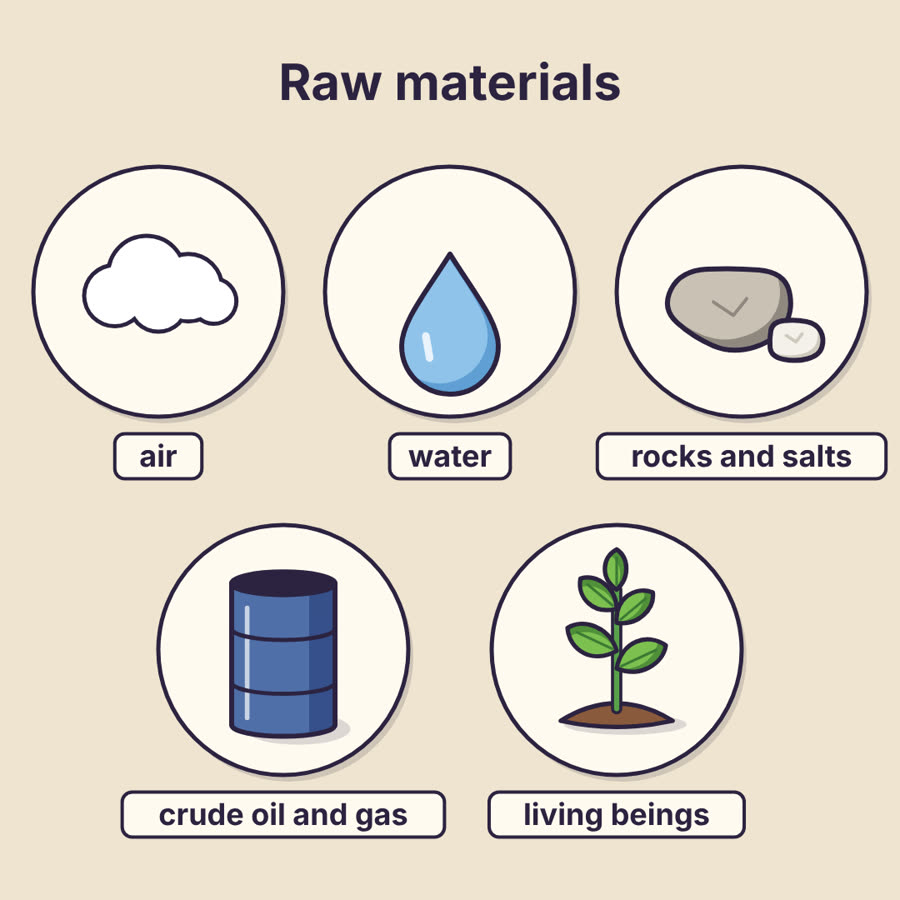 Raw materials
air
water
rocks and salts
crude oil and gas
living beings